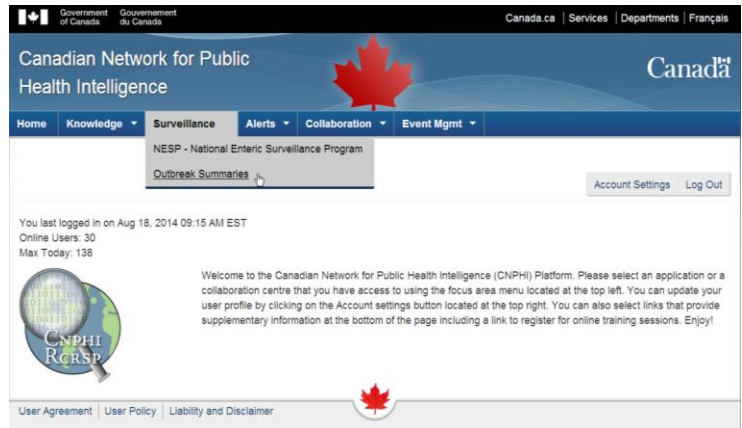 Government of Canada Gouvernement du Canada
Canada.ca | Services | Departments | Français
Canadian Network for Public
Health Intelligence
Canada
Home Knowledge Surveillance Alerts Collaboration Event Mgmt
NESP - National Enteric Surveillance Program
Outbreak Summaries
Account Settings Log Out
You last logged in on Aug 18, 2014 09:15 AM EST
Online Users: 30
Max Today: 138
Welcome to the Canadian Network for Public Health Intelligence (CNPHI) Platform. Please select an application or a
collaboration centre that you have access to using the focus area menu located at the top left. You can update your
user profile by clicking on the Account settings button located at the top right. You can also select links that provide
supplementary information at the bottom of the page including a link to register for online training sessions. Enjoy!
CNPHI
RCRSP
User Agreement | User Policy | Liability and Disclaimer